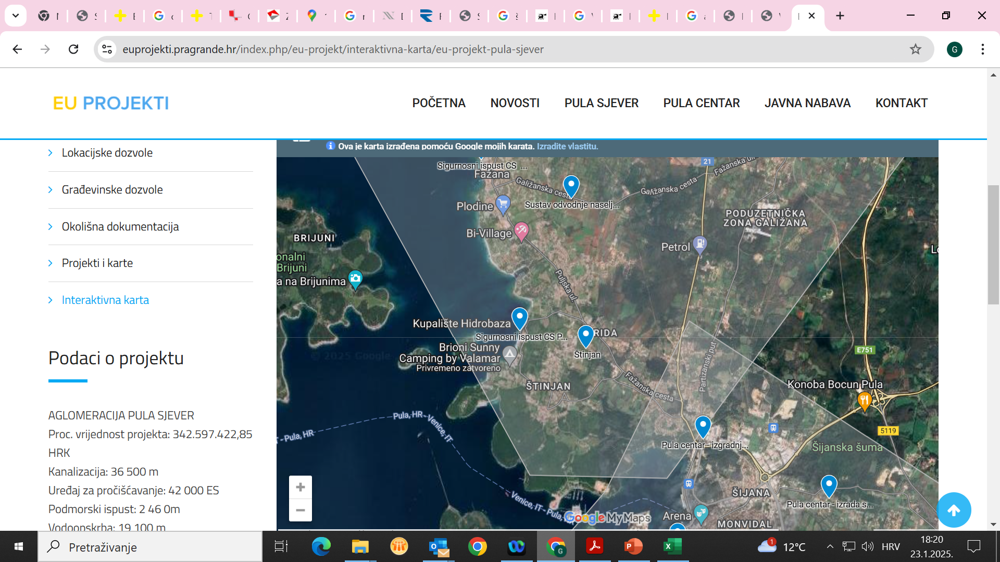 euprojekti.pragrande.hr/index.php/eu-projekt/interaktivna-karta/eu-projekt-pula-sjever
G
EU PROJEKTI
POČETNA
NOVOSTI
PULA SJEVER
PULA CENTAR
JAVNA NABAVA
KONTAKT
Lokacijske dozvole
Građevinske dozvole
Okolišna dokumentacija
Projekti i karte
Interaktivna karta
Podaci o projektu
AGLOMERACIJA PULA SJEVER
Proc. vrijednost projekta: 342.597.422,85
HRK
Kanalizacija: 36 500 m
Uređaj za pročišćavanje: 42 000 ES
Podmorski ispust: 2 46 0m
Vodoopskrba: 19 100 m
Ova je karta izrađena pomoću Google mojih karata. Izradite vlastitu.
Sigurnosni ispust CS ...
Fažana
21
Fažanska ul.
Galižanska cesta
Galižanska cesta
Plodine
Sustav odvodnje naselj...
PODUZETNIČKA
ZONA GALIŽANA
Bi-Village
BRIJUNI
Petrol
onalni
Brijuni
a na Brijunima
Puljska ul.
Kupalište Hidrobaza
Sigurnosni ispust CS P...
RIDA
Brioni Sunny
Camping by Valamar
Privremeno zatvoreno
Štinjan
E751
© 2025 Google
Partizanski put
ŠTINJAN
Fažanska cesta
Konoba Bocun Pula
Pula, HR - Venice, IT
T - Pula, HR
5119
Pula centar - izgradnj...
Šijanska šuma
ŠIJANA
Pula centar - izrada s...
Venice, IT - Pula, HR
Google My Maps
Arena
MONVIDAL
Pretraživanje
1
12°C
HRV
18:20
23.1.2025.